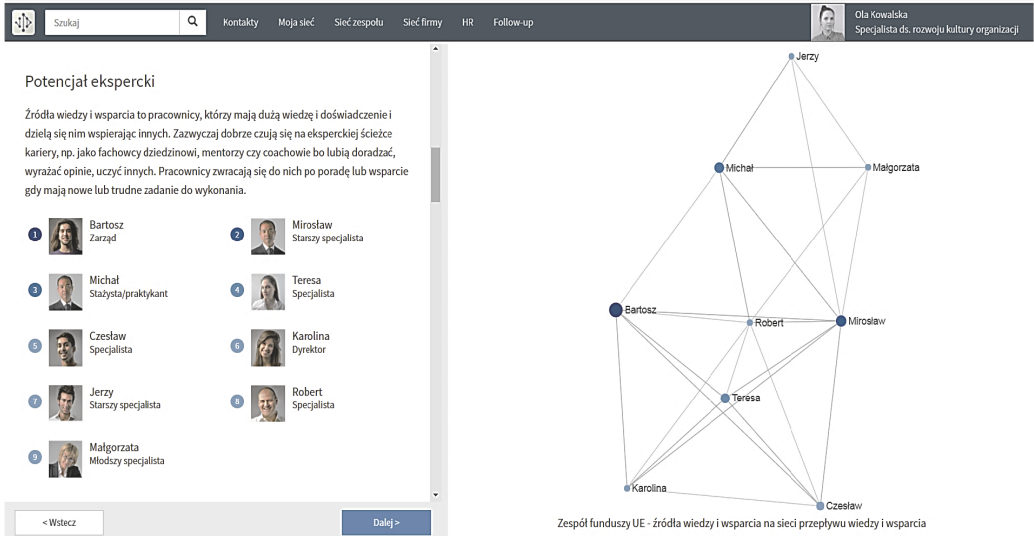 Szukaj
Kontakty
Moja sieć
Sieć zespołu
Sieć firmy
HR
Follow-up
Ola Kowalska
Specjalista ds. rozwoju kultury organizacji
Potencjał ekspercki
Źródła wiedzy i wsparcia to pracownicy, którzy mają dużą wiedzę i doświadczenie i
dzielą się nim wspierając innych. Zazwyczaj dobrze czują się na eksperckiej ścieżce
kariery, np. jako fachowcy dziedzinowi, mentorzy czy coachowie bo lubią doradzać,
wyrażać opinie, uczyć innych. Pracownicy zwracają się do nich po poradę lub wsparcie
gdy mają nowe lub trudne zadanie do wykonania.
1
Bartosz
Zarząd
2
Mirosław
Starszy specjalista
3
Michał
Stażysta/praktykant
4
Teresa
Specjalista
5
Czesław
Specjalista
6
Karolina
Dyrektor
7
Jerzy
Starszy specjalista
8
Robert
Specjalista
9
Małgorzata
Młodszy specjalista
< Wstecz
Dalej >
Jerzy
Michał
Małgorzata
Bartosz
Robert
Mirosław
Teresa
Karolina
Czesław
Zespół funduszy UE - źródła wiedzy i wsparcia na sieci przepływu wiedzy i wsparcia